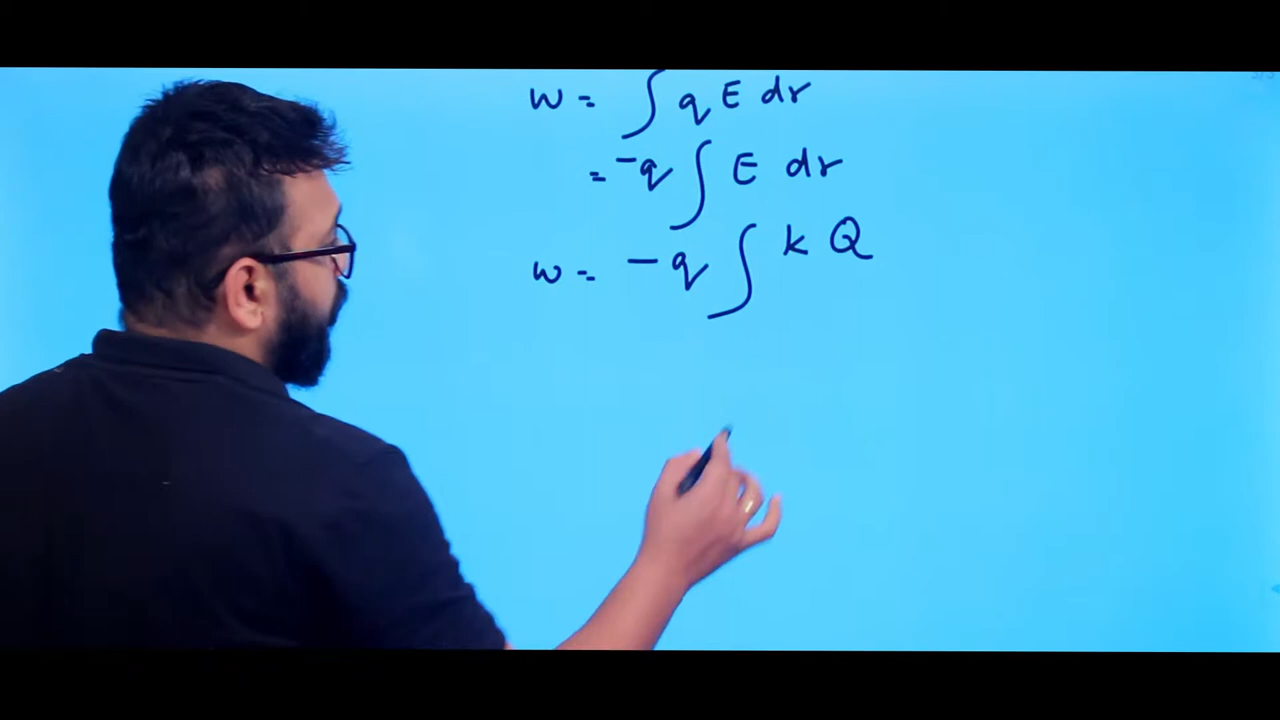 w = ∫ q E dr
= -q ∫ E dr
w = -q ∫ k Q